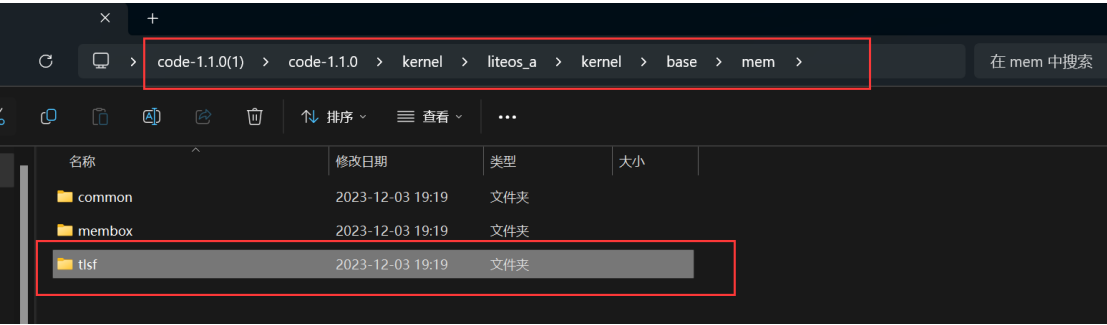 code-1.1.0(1) > code-1.1.0 > kernel > liteos_a > kernel > base > mem > 在 mem 中搜索
排序 查看
名称 修改日期 类型 大小
common 2023-12-03 19:19 文件夹
membox 2023-12-03 19:19 文件夹
tlsf 2023-12-03 19:19 文件夹